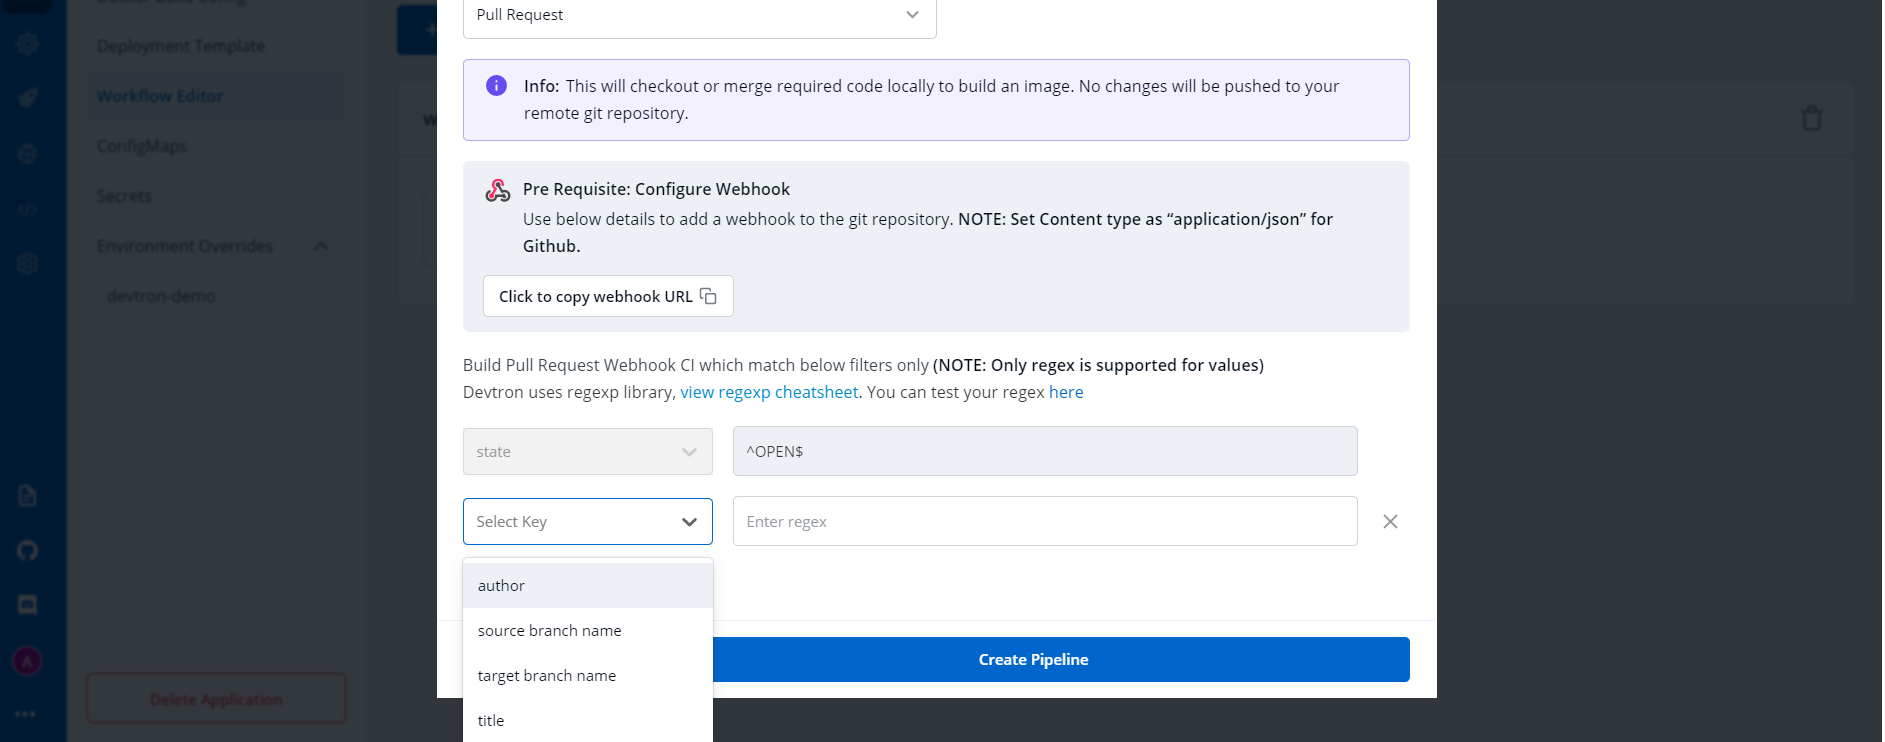 Docker Build Config
Deployment Template
Workflow Editor
ConfigMaps
Secrets
Environment Overrides
devtron-demo
A
Delete Application
Pull Request
Info: This will checkout or merge required code locally to build an image. No changes will be pushed to your
remote git repository.
Pre Requisite: Configure Webhook
Use below details to add a webhook to the git repository. NOTE: Set Content type as “application/json” for
Github.
Click to copy webhook URL
Build Pull Request Webhook CI which match below filters only (NOTE: Only regex is supported for values)
Devtron uses regexp library, view regexp cheatsheet. You can test your regex here
state
^OPEN$
Select Key
Enter regex
author
source branch name
target branch name
title
Create Pipeline